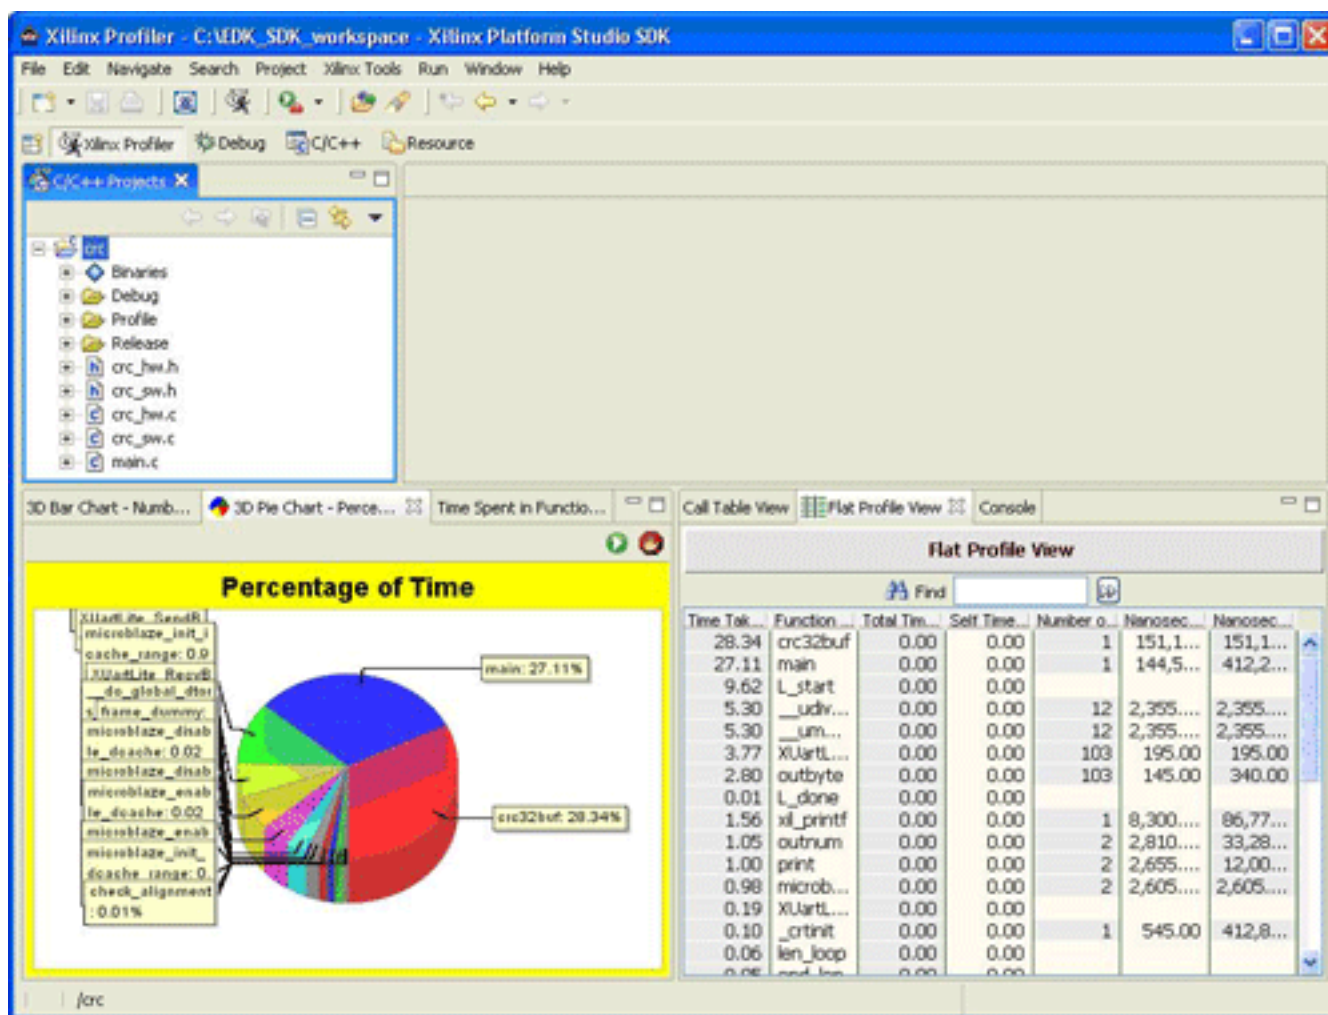 Xilinx Profiler - C:\EDK_SDK_workspace - Xilinx Platform Studio SDK
File Edit Navigate Search Project Xilinx Tools Run Window Help
Xilinx Profiler Debug C/C++ Resource
C/C++ Projects
crc
Binaries
Debug
Profile
Release
crc_hw.h
crc_sw.h
crc_hw.c
crc_sw.c
main.c
3D Bar Chart - Numb... 3D Pie Chart - Perce... Time Spent in Functio...
Percentage of Time
XUartLite_SendB
microblaze_init_i
cache_range: 0.9
XUartLite_RecvB
__do_global_dtor
s frame_dummy:
microblaze_disab
le_dcache: 0.02
microblaze_disab
microblaze_enab
le_dcache: 0.02
microblaze_enab
microblaze_init_
dcache_range: 0.
check_alignment
: 0.01%
main: 27.11%
crc32buf: 28.34%
Call Table View Flat Profile View Console
Flat Profile View
Find
Time Tak... Function ... Total Tim... Self Time... Number o... Nanosec... Nanosec...
28.34 crc32buf 0.00 0.00 1 151,1... 151,1...
27.11 main 0.00 0.00 1 144,5... 412,2...
9.62 L_start 0.00 0.00
5.30 __udiv... 0.00 0.00 12 2,355.... 2,355....
5.30 __um... 0.00 0.00 12 2,355.... 2,355....
3.77 XUartL... 0.00 0.00 103 195.00 195.00
2.80 outbyte 0.00 0.00 103 145.00 340.00
0.01 L_done 0.00 0.00
1.56 xil_printf 0.00 0.00 1 8,300.... 86,77...
1.05 outnum 0.00 0.00 2 2,810.... 33,28...
1.00 print 0.00 0.00 2 2,655.... 12,00...
0.98 microb... 0.00 0.00 2 2,605.... 2,605....
0.19 XUartL... 0.00 0.00
0.10 _crtinit 0.00 0.00 1 545.00 412,8...
0.06 len_loop 0.00 0.00
/crc